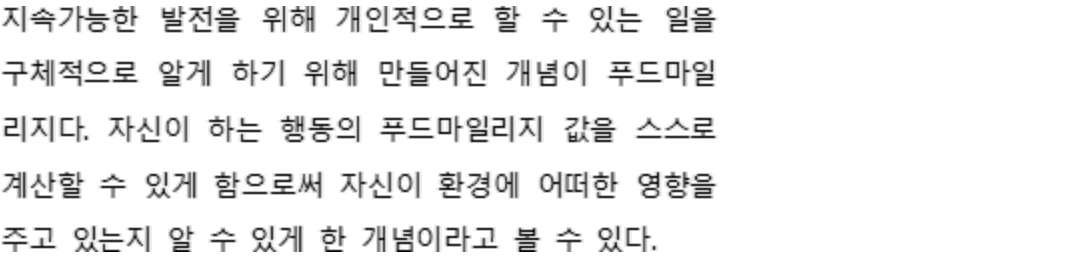 지속가능한 발전을 위해 개인적으로 할 수 있는 일을
구체적으로 알게 하기 위해 만들어진 개념이 푸드마일
리지다. 자신이 하는 행동의 푸드마일리지 값을 스스로
계산할 수 있게 함으로써 자신이 환경에 어떠한 영향을
주고 있는지 알 수 있게 한 개념이라고 볼 수 있다.